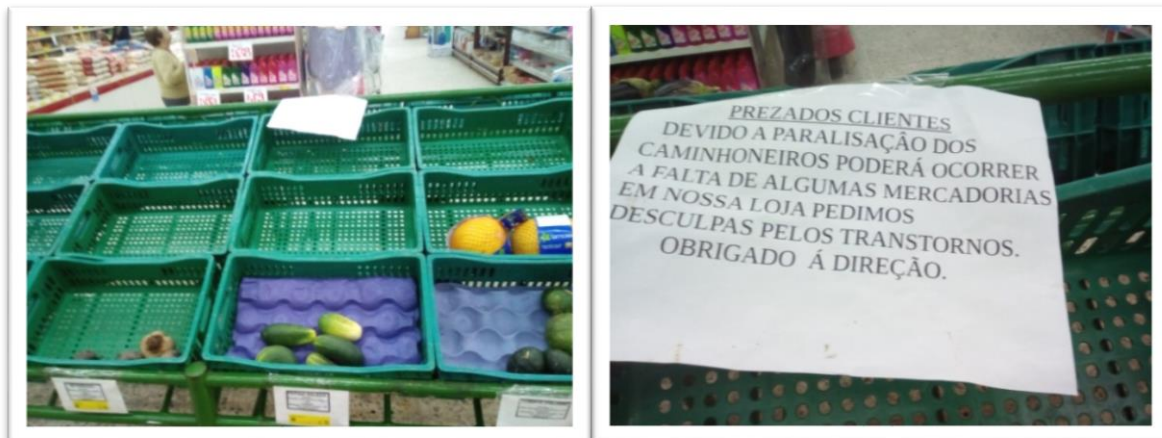 PREZADOS CLIENTES
DEVIDO A PARALISAÇÂO DOS
CAMINHONEIROS PODERÁ OCORRER
A FALTA DE ALGUMAS MERCADORIAS
EM NOSSA LOJA PEDIMOS
DESCULPAS PELOS TRANSTORNOS.
OBRIGADO Á DIREÇÃO.